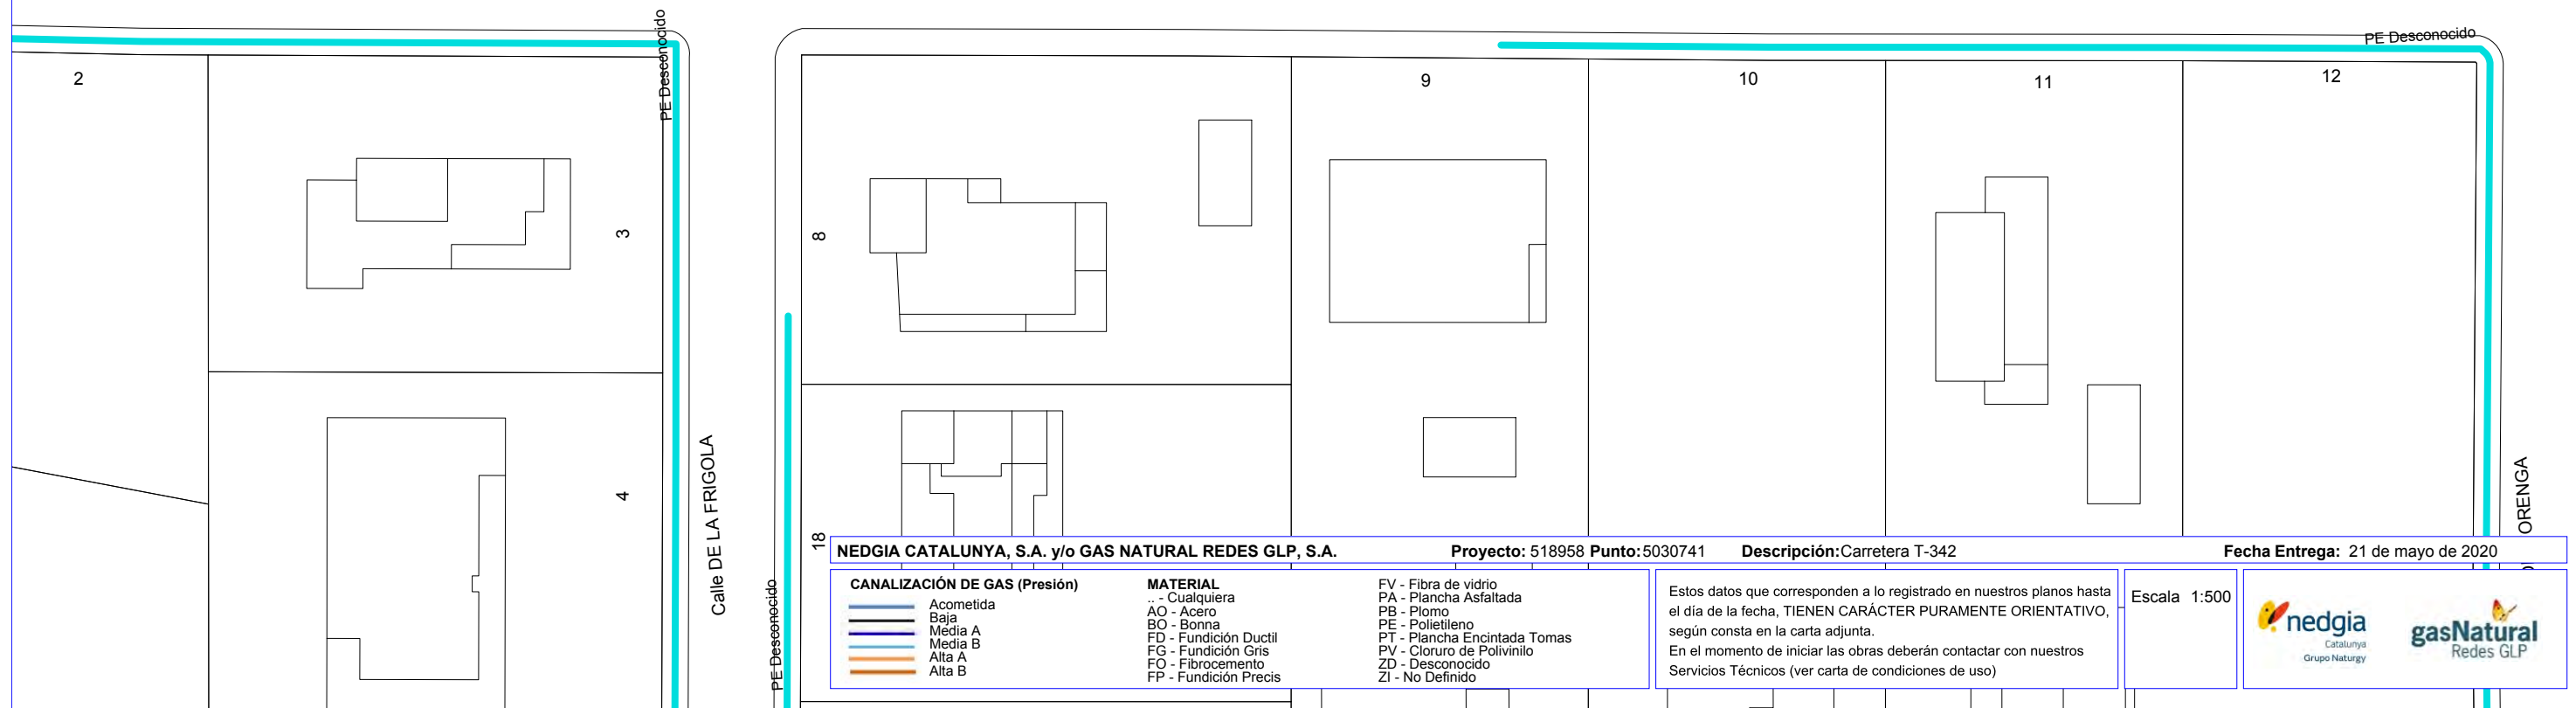 PE Desconocido
PE Desconocido
2
9
10
11
12
3
8
4
18
Calle DE LA FRIGOLA
ORENGA
PE Desconocido
NEDGIA CATALUNYA, S.A. y/o GAS NATURAL REDES GLP, S.A. Proyecto: 518958 Punto:5030741 Descripción:Carretera T-342 Fecha Entrega: 21 de mayo de 2020
CANALIZACIÓN DE GAS (Presión)
Acometida
Baja
Media A
Media B
Alta A
Alta B
MATERIAL
.. - Cualquiera
AO - Acero
BO - Bonna
FD - Fundición Ductil
FG - Fundición Gris
FO - Fibrocemento
FP - Fundición Precis
FV - Fibra de vidrio
PA - Plancha Asfaltada
PB - Plomo
PE - Polietileno
PT - Plancha Encintada Tomas
PV - Cloruro de Polivinilo
ZD - Desconocido
ZI - No Definido
Estos datos que corresponden a lo registrado en nuestros planos hasta
el día de la fecha, TIENEN CARÁCTER PURAMENTE ORIENTATIVO,
según consta en la carta adjunta.
En el momento de iniciar las obras deberán contactar con nuestros
Servicios Técnicos (ver carta de condiciones de uso)
Escala 1:500
nedgia
Catalunya
Grupo Naturgy
gasNatural
Redes GLP